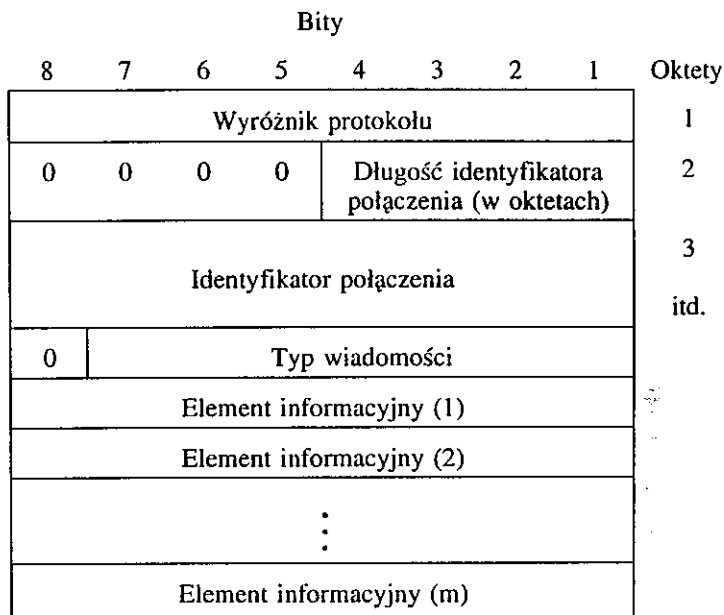 Bity
8 7 6 5 4 3 2 1 Oktety
Wyróżnik protokołu 1
0 0 0 0 Długość identyfikatora 2
połączenia (w oktetach)
3
Identyfikator połączenia
itd.
0 Typ wiadomości
Element informacyjny (1)
Element informacyjny (2)
Element informacyjny (m)